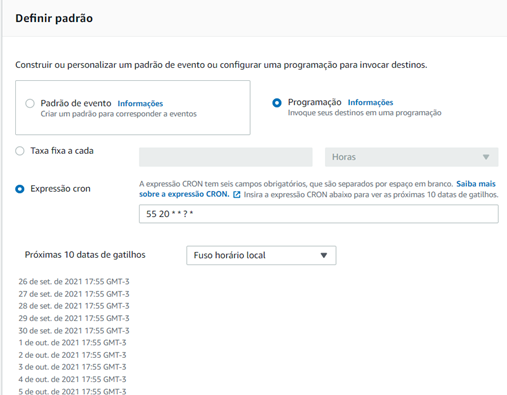 Definir padrão
Construir ou personalizar um padrão de evento ou configurar uma programação para invocar destinos.
Padrão de evento Informações
Criar um padrão para corresponder a eventos
Programação Informações
Invoque seus destinos em uma programação
Taxa fixa a cada
Horas
Expressão cron
A expressão CRON tem seis campos obrigatórios, que são separados por espaço em branco. Saiba mais
sobre a expressão CRON. Insira a expressão CRON abaixo para ver as próximas 10 datas de gatilhos.
55 20 * * ? *
Próximas 10 datas de gatilhos
Fuso horário local
26 de set. de 2021 17:55 GMT-3
27 de set. de 2021 17:55 GMT-3
28 de set. de 2021 17:55 GMT-3
29 de set. de 2021 17:55 GMT-3
30 de set. de 2021 17:55 GMT-3
1 de out. de 2021 17:55 GMT-3
2 de out. de 2021 17:55 GMT-3
3 de out. de 2021 17:55 GMT-3
4 de out. de 2021 17:55 GMT-3
5 de out. de 2021 17:55 GMT-3